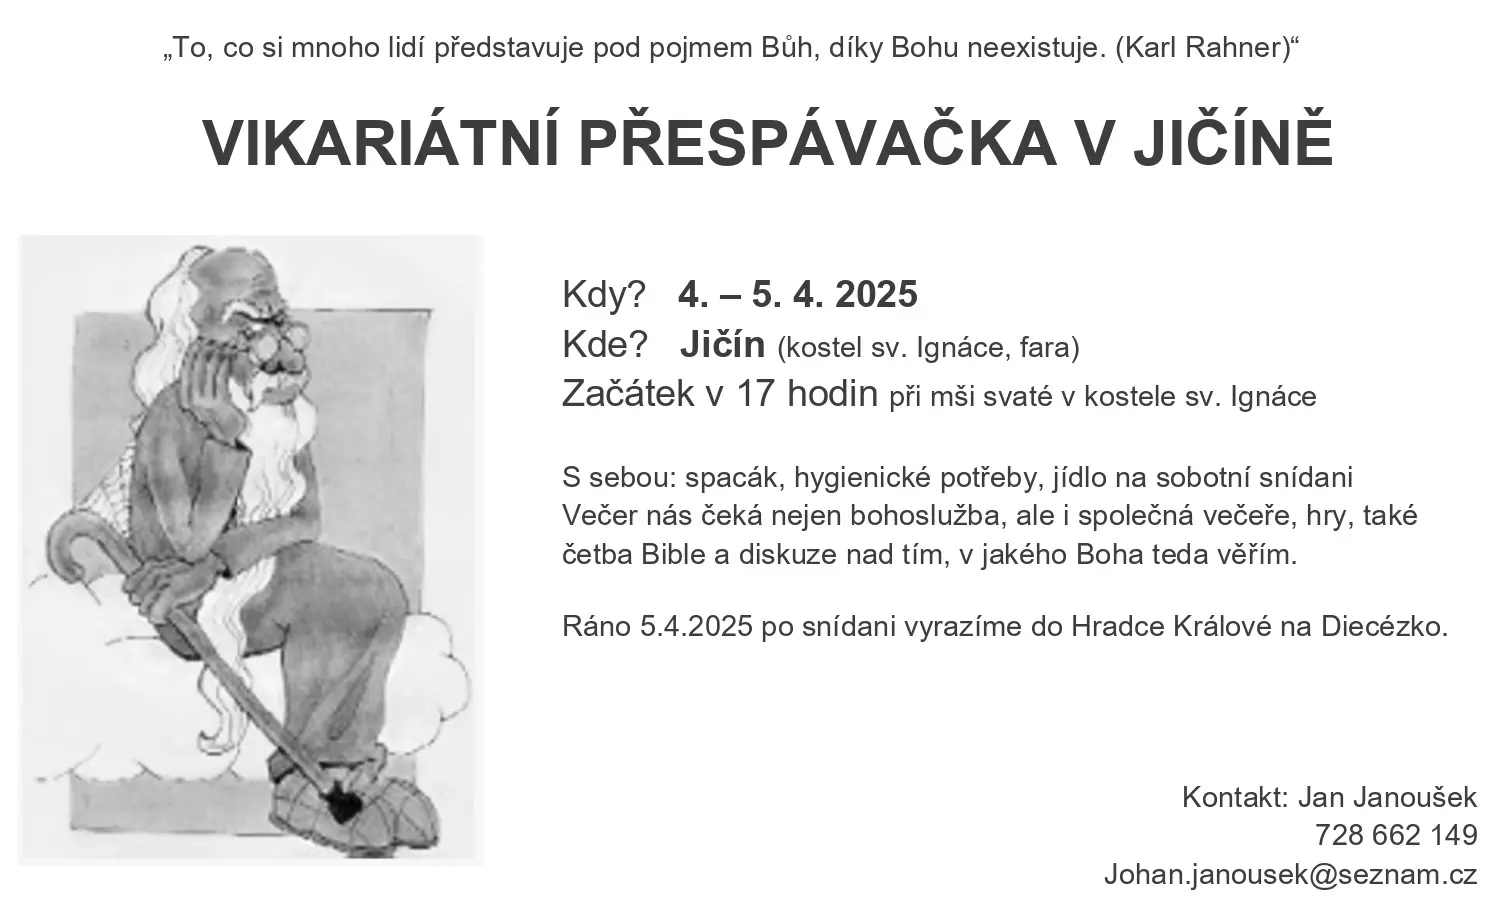 „To, co si mnoho lidí představuje pod pojmem Bůh, díky Bohu neexistuje. (Karl Rahner)“
VIKARIÁTNÍ PŘESPÁVAČKA V JIČÍNĚ
Kdy? 4. – 5. 4. 2025
Kde? Jičín (kostel sv. Ignáce, fara)
Začátek v 17 hodin při mši svaté v kostele sv. Ignáce
S sebou: spacák, hygienické potřeby, jídlo na sobotní snídani
Večer nás čeká nejen bohoslužba, ale i společná večeře, hry, také
četba Bible a diskuze nad tím, v jakého Boha teda věřím.
Ráno 5.4.2025 po snídani vyrazíme do Hradce Králové na Diecézko.
Kontakt: Jan Janoušek
728 662 149
Johan.janousek@seznam.cz